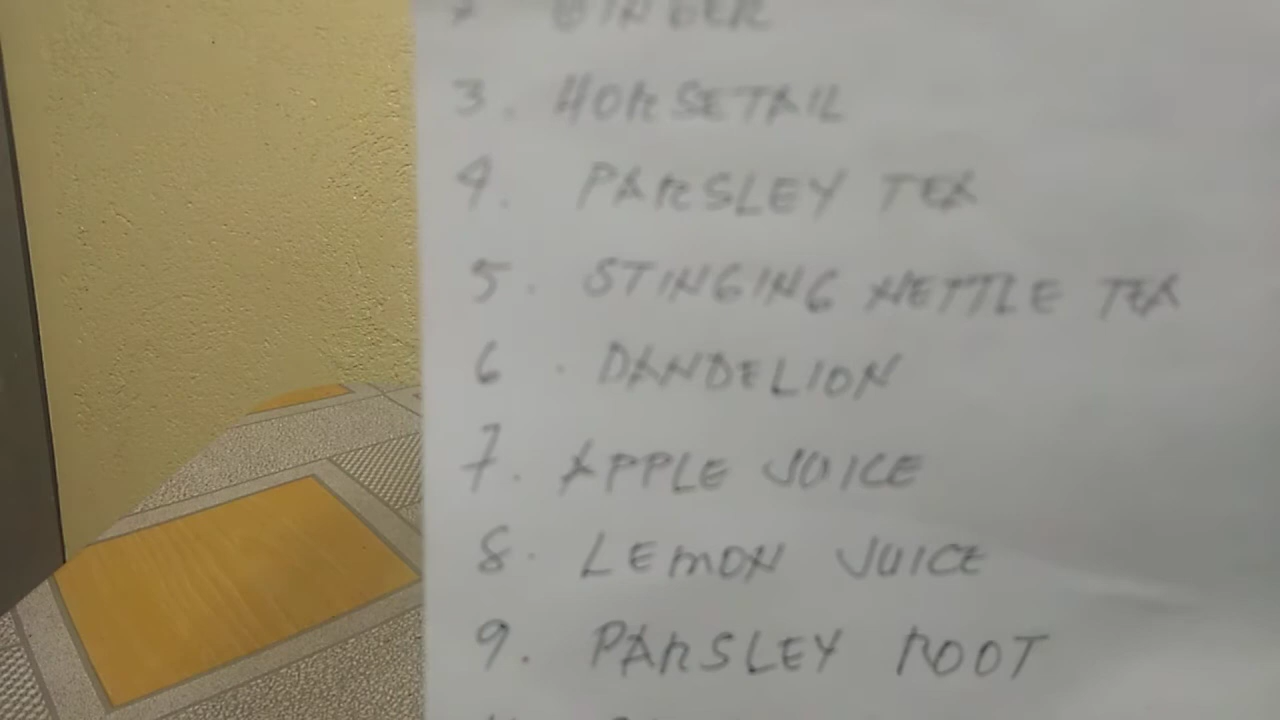 GINGER
3. HORSETAIL
4. PARSLEY TEA
5. STINGING NETTLE TEA
6. DANDELION
7. APPLE JUICE
8. LEMON JUICE
9. PARSLEY ROOT